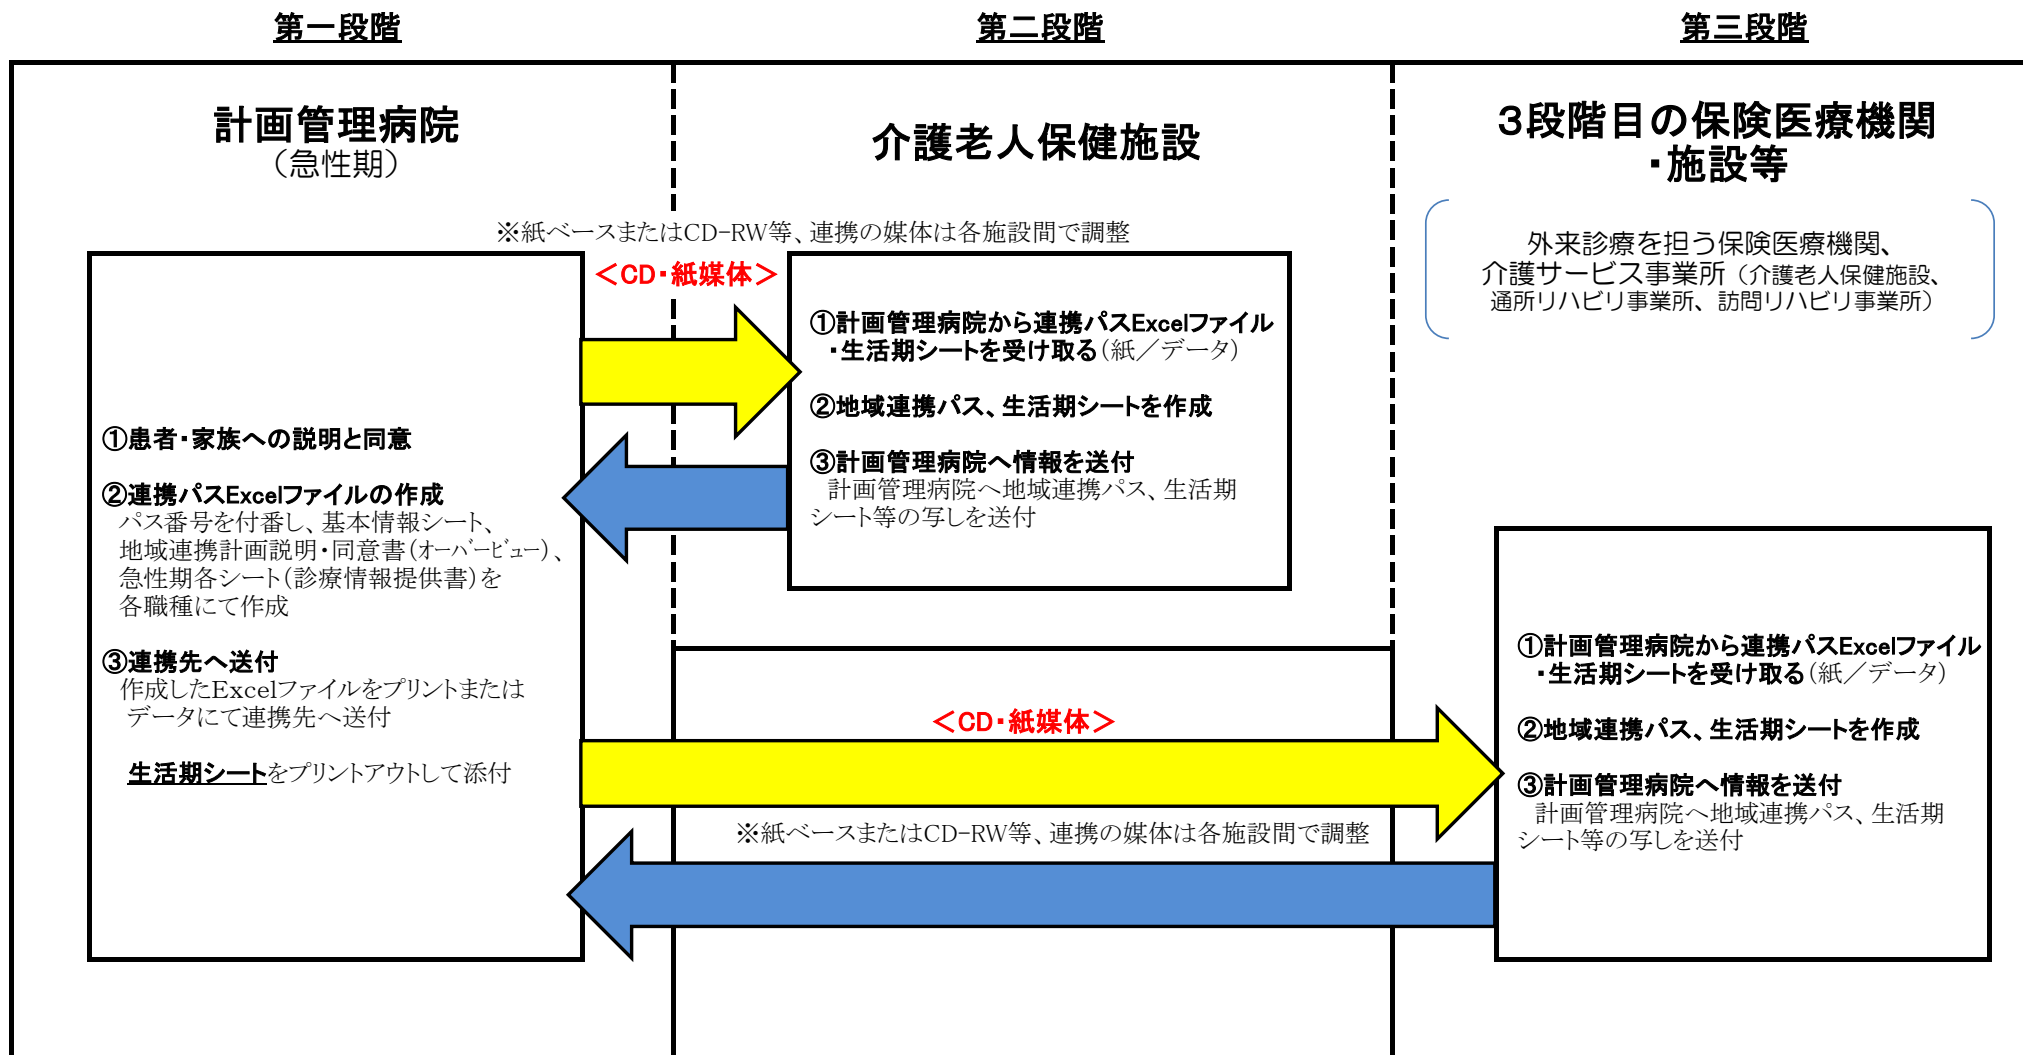 第一段階
第二段階
第三段階
計画管理病院
（急性期）
介護老人保健施設
3段階目の保険医療機関
・施設等
外来診療を担う保険医療機関、
介護サービス事業所（介護老人保健施設、
通所リハビリ事業所、訪問リハビリ事業所）
※紙ベースまたはCD-RW等、連携の媒体は各施設間で調整
＜CD・紙媒体＞
①患者・家族への説明と同意
②連携パスExcelファイルの作成
パス番号を付番し、基本情報シート、
地域連携計画説明・同意書（オーバービュー）、
急性期各シート（診療情報提供書）を
各職種にて作成
③連携先へ送付
作成したExcelファイルをプリントまたは
データにて連携先へ送付
生活期シートをプリントアウトして添付
①計画管理病院から連携パスExcelファイル
・生活期シートを受け取る（紙／データ）
②地域連携パス、生活期シートを作成
③計画管理病院へ情報を送付
計画管理病院へ地域連携パス、生活期
シート等の写しを送付
＜CD・紙媒体＞
※紙ベースまたはCD-RW等、連携の媒体は各施設間で調整
①計画管理病院から連携パスExcelファイル
・生活期シートを受け取る（紙／データ）
②地域連携パス、生活期シートを作成
③計画管理病院へ情報を送付
計画管理病院へ地域連携パス、生活期
シート等の写しを送付